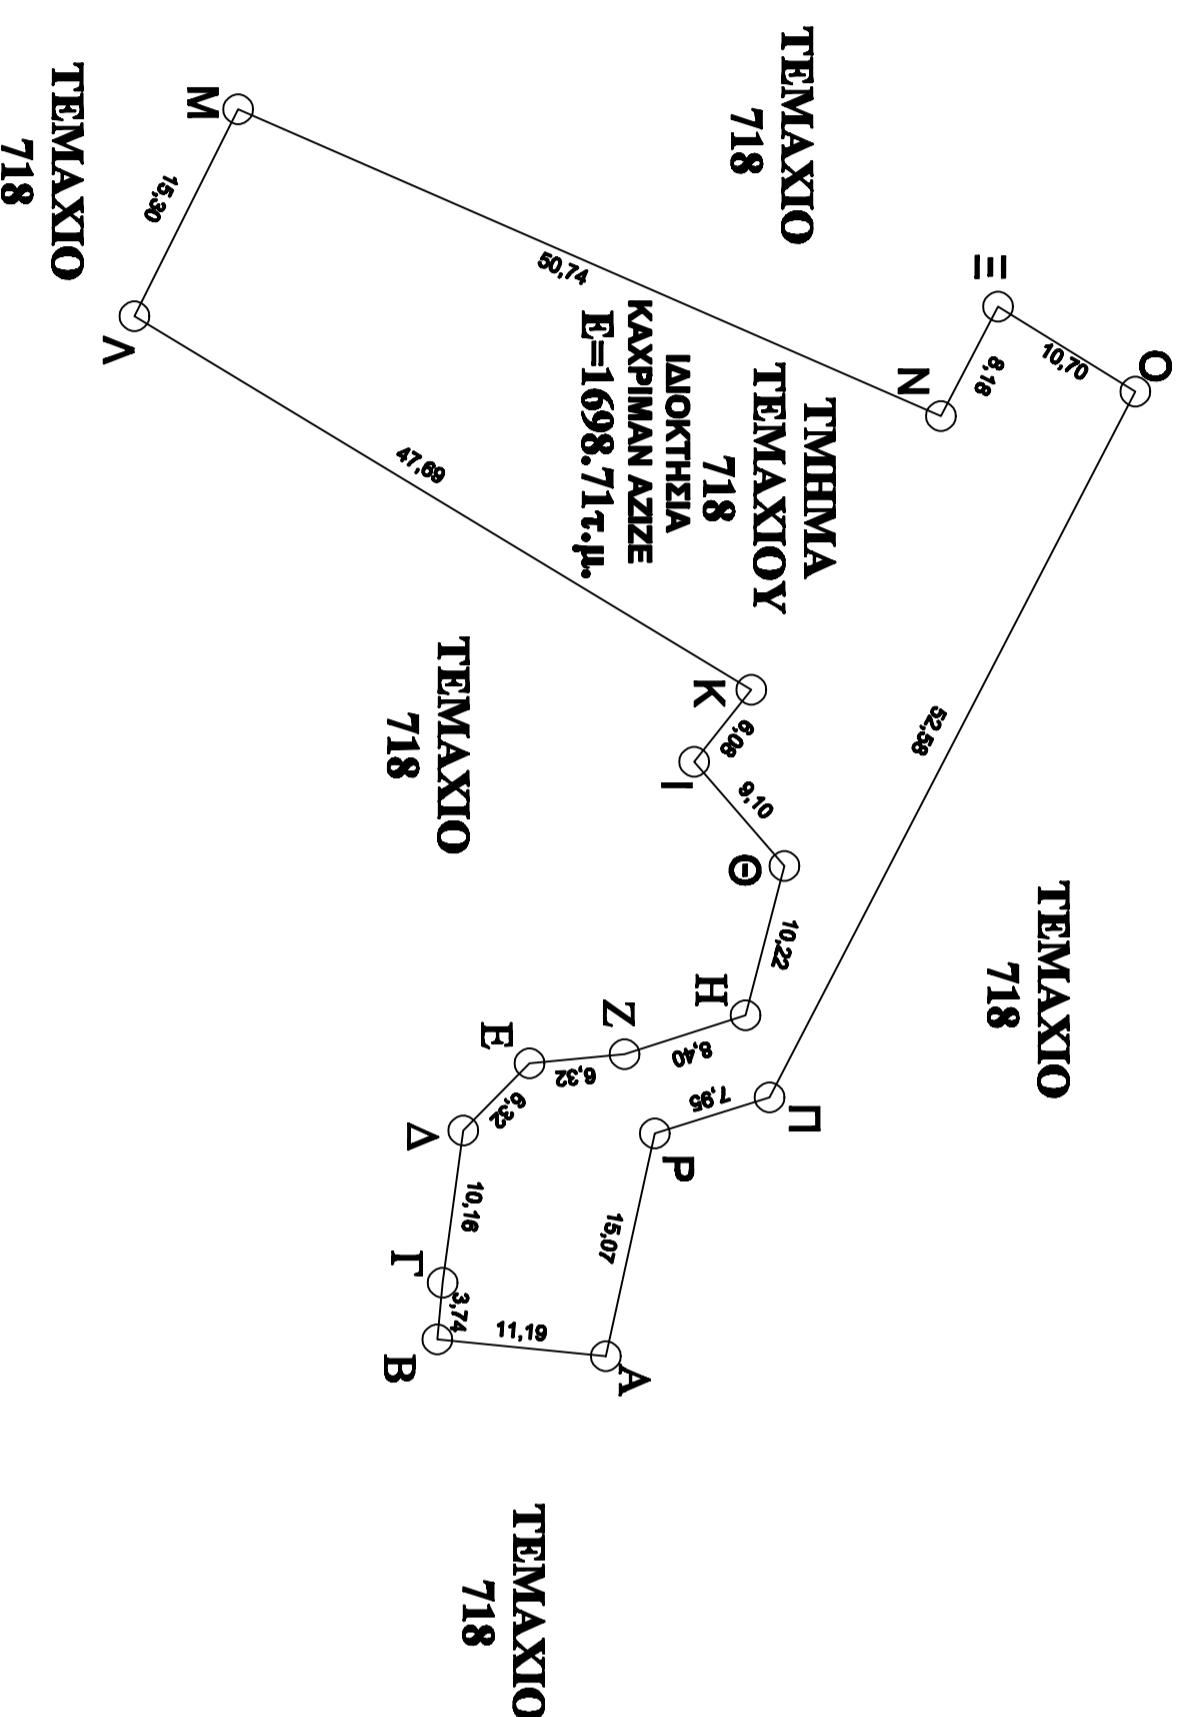 ΤΕΜΑΧΙΟ
718
Ο
Ξ
10,70
8,18
Ν
50,74
Μ
15,30
Λ
ΤΕΜΑΧΙΟ
718
47,69
ΤΜΗΜΑ
ΤΕΜΑΧΙΟΥ
718
ΙΔΙΟΚΤΗΣΙΑ
ΚΑΧΡΙΜΑΝ ΑΖΙΖΕ
Ε=1698.71τ.μ.
52,58
Κ
6,08
Ι
9,10
Θ
10,22
Η
8,40
Ζ
6,32
Ε
6,32
Δ
10,16
Γ
3,74
Β
11,19
Α
15,07
Ρ
7,95
Π
ΤΕΜΑΧΙΟ
718
ΤΕΜΑΧΙΟ
718
ΤΕΜΑΧΙΟ
718